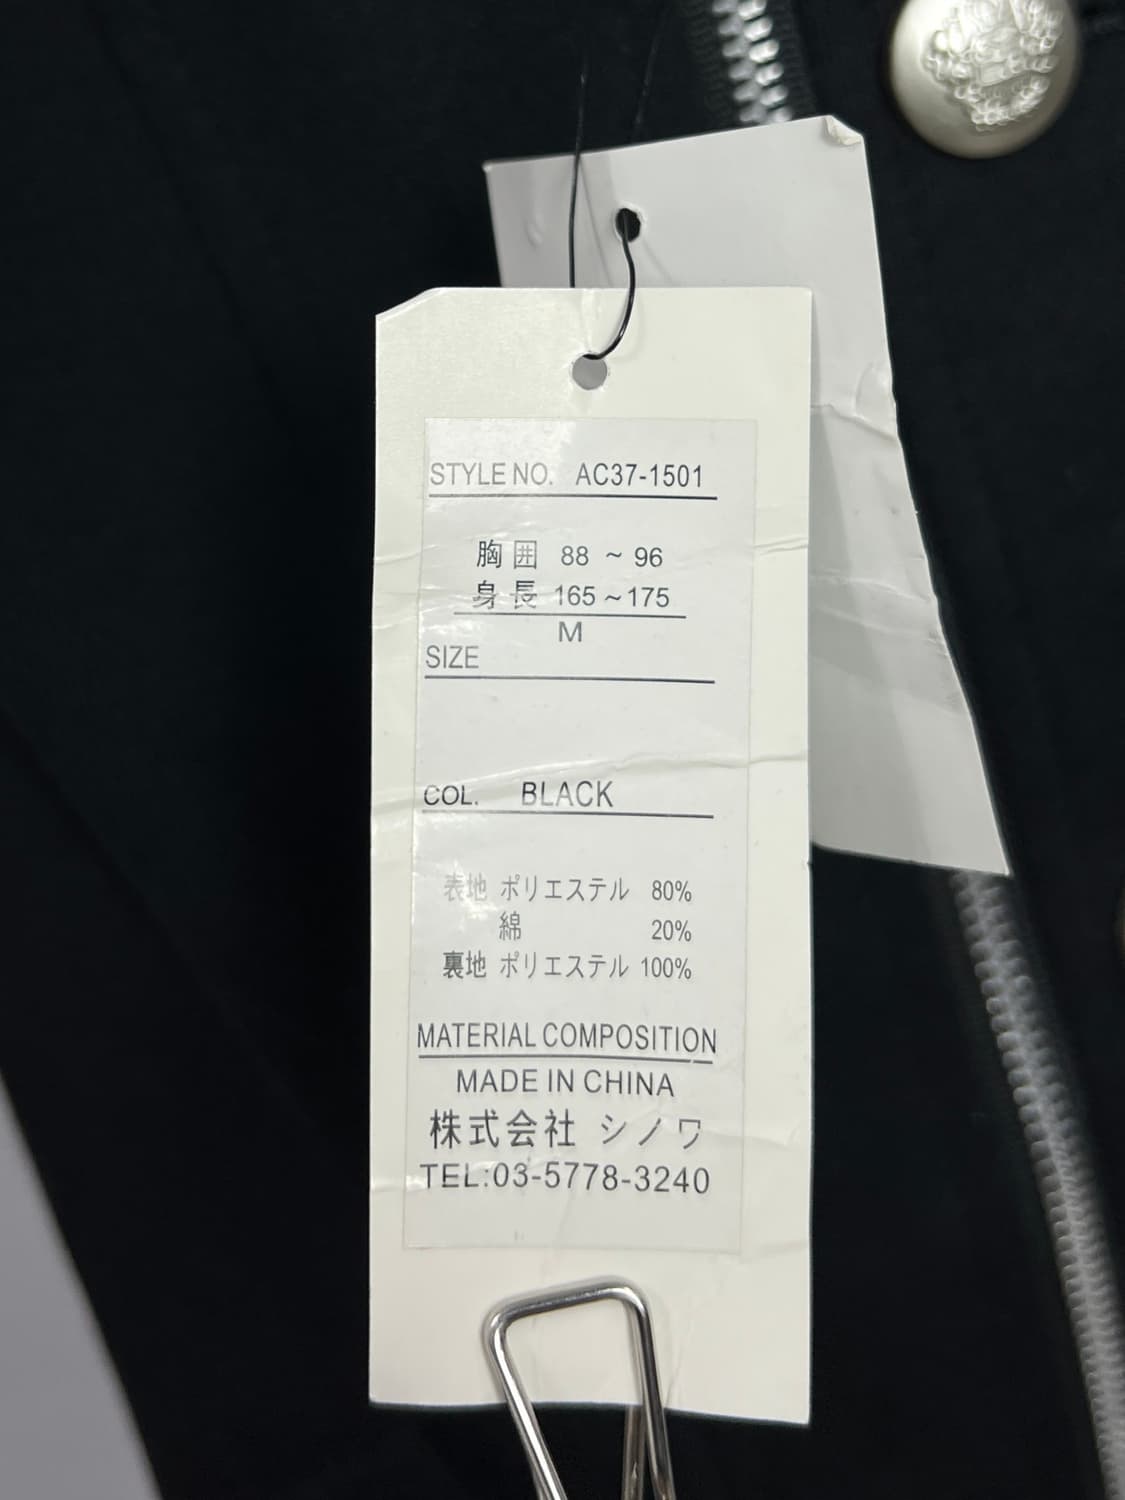 STYLE NO. AC37-1501
胸囲 88 ~ 96
身長 165 ~ 175
M
SIZE
COL. BLACK
表地 ポリエステル 80%
綿 20%
裏地 ポリエステル 100%
MATERIAL COMPOSITION
MADE IN CHINA
株式会社 シノワ
TEL:03-5778-3240